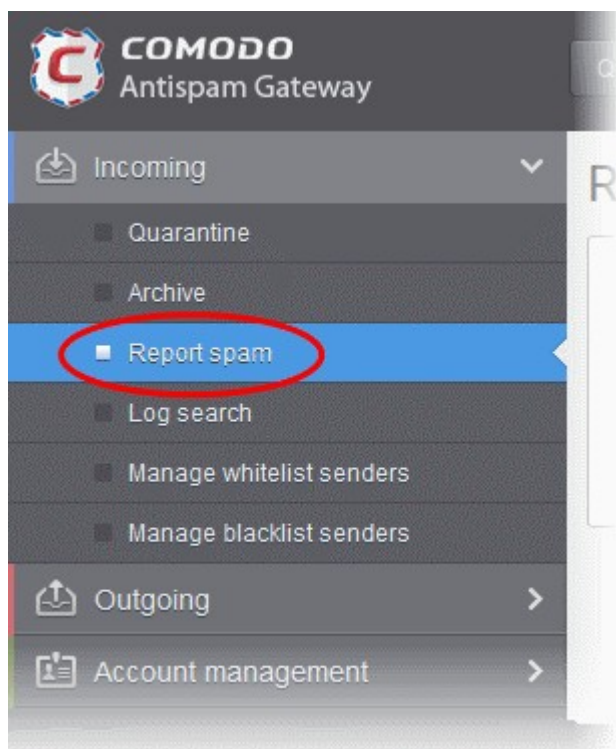 COMODO
Antispam Gateway
Incoming
Quarantine
Archive
Report spam
Log search
Manage whitelist senders
Manage blacklist senders
Outgoing
Account management